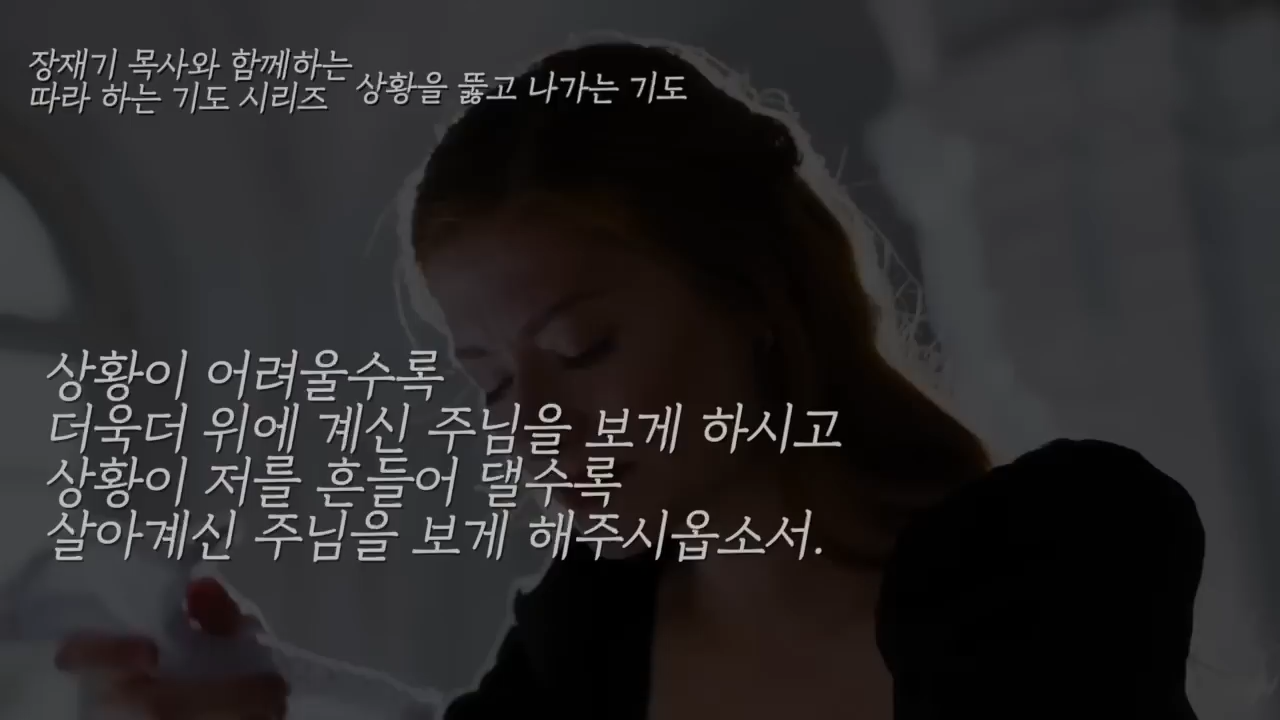 장재기 목사와 함께하는
따라 하는 기도 시리즈
상황을 뚫고 나가는 기도
상황이 어려울수록
더욱더 위에 계신 주님을 보게 하시고
상황이 저를 흔들어 댈수록
살아계신 주님을 보게 해주시옵소서.